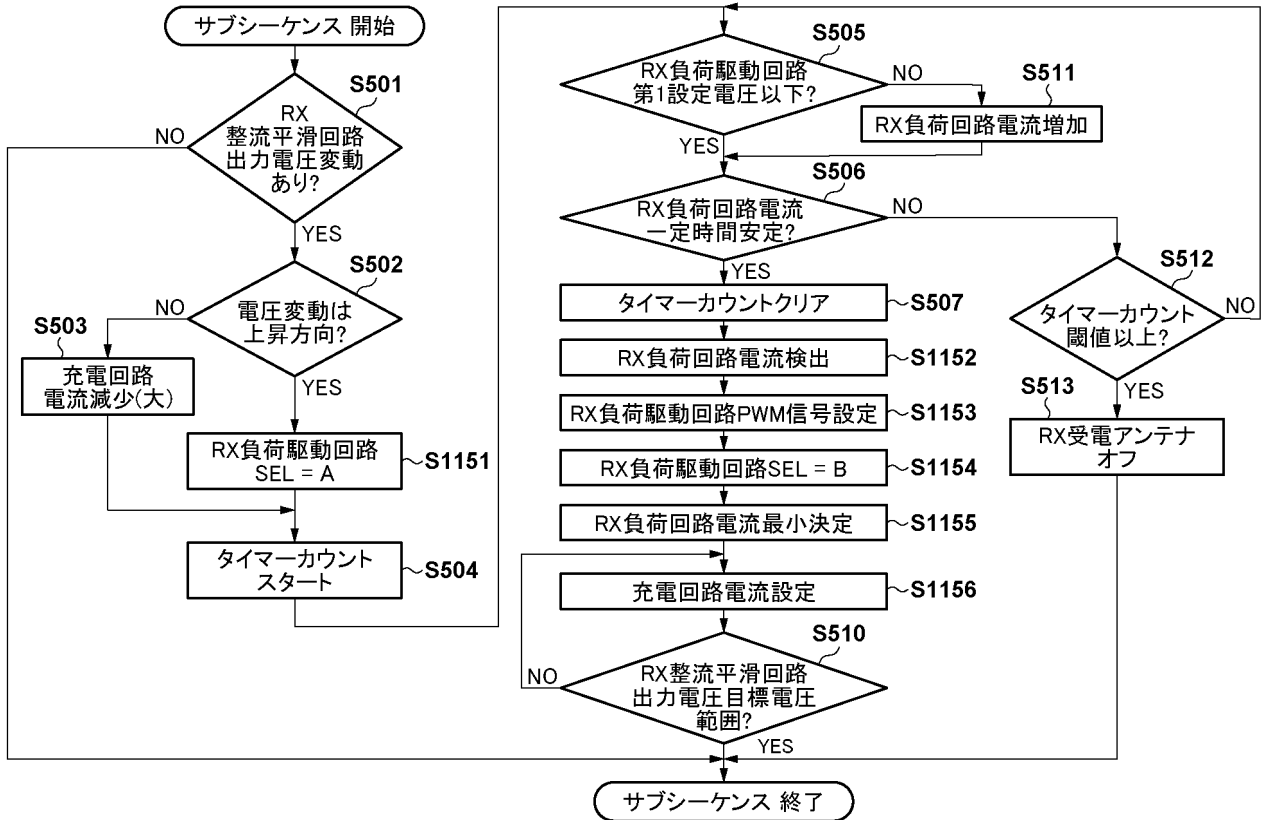 サブシーケンス 開始
S501
RX
整流平滑回路
出力電圧変動
あり?
NO
YES
S502
電圧変動は
上昇方向?
NO
YES
S503
充電回路
電流減少(大)
RX負荷駆動回路
SEL = A
S1151
タイマーカウント
スタート
S504
S505
RX負荷駆動回路
第1設定電圧以下?
NO
YES
S511
RX負荷回路電流増加
S506
RX負荷回路電流
一定時間安定?
NO
YES
S512
タイマーカウント
閾値以上?
NO
YES
S513
RX受電アンテナ
オフ
タイマーカウントクリア
S507
RX負荷回路電流検出
S1152
RX負荷駆動回路PWM信号設定
S1153
RX負荷駆動回路SEL = B
S1154
RX負荷回路電流最小決定
S1155
充電回路電流設定
S1156
S510
RX整流平滑回路
出力電圧目標電圧
範囲?
NO
YES
サブシーケンス 終了